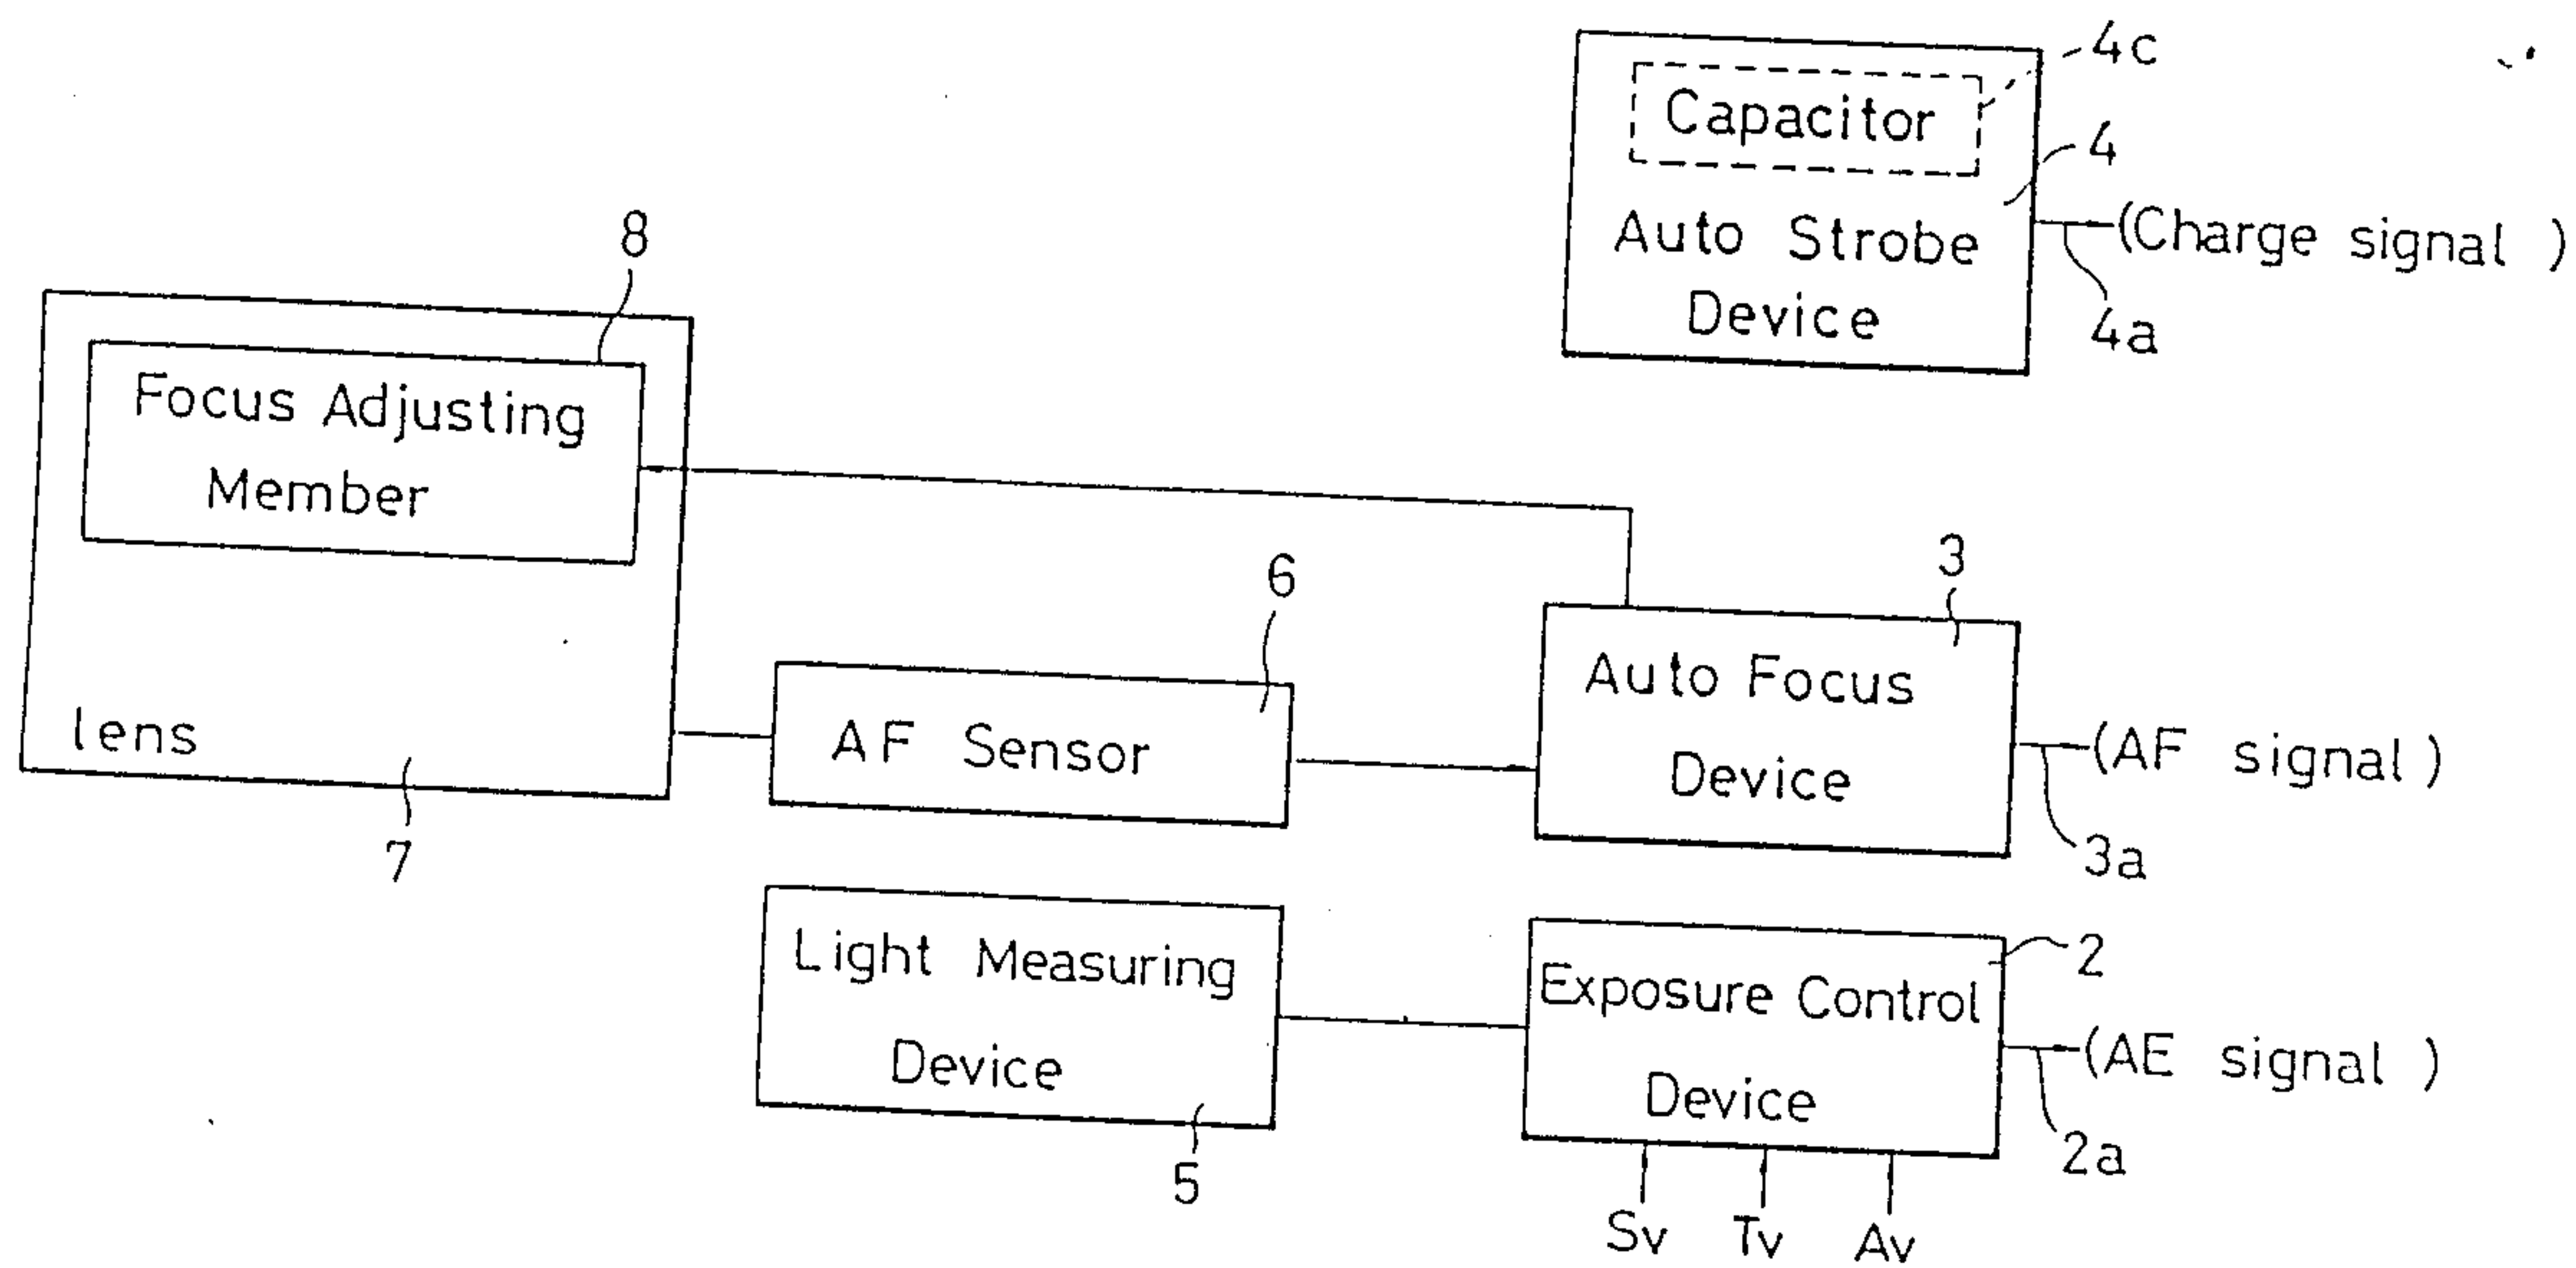 4c
Capacitor
4
Auto Strobe
Device
(Charge signal )
4a
8
Focus Adjusting
Member
lens
7
6
AF Sensor
3
Auto Focus
Device
(AF signal)
3a
Light Measuring
Device
5
2
Exposure Control
Device
(AE signal )
2a
Sv Tv Av